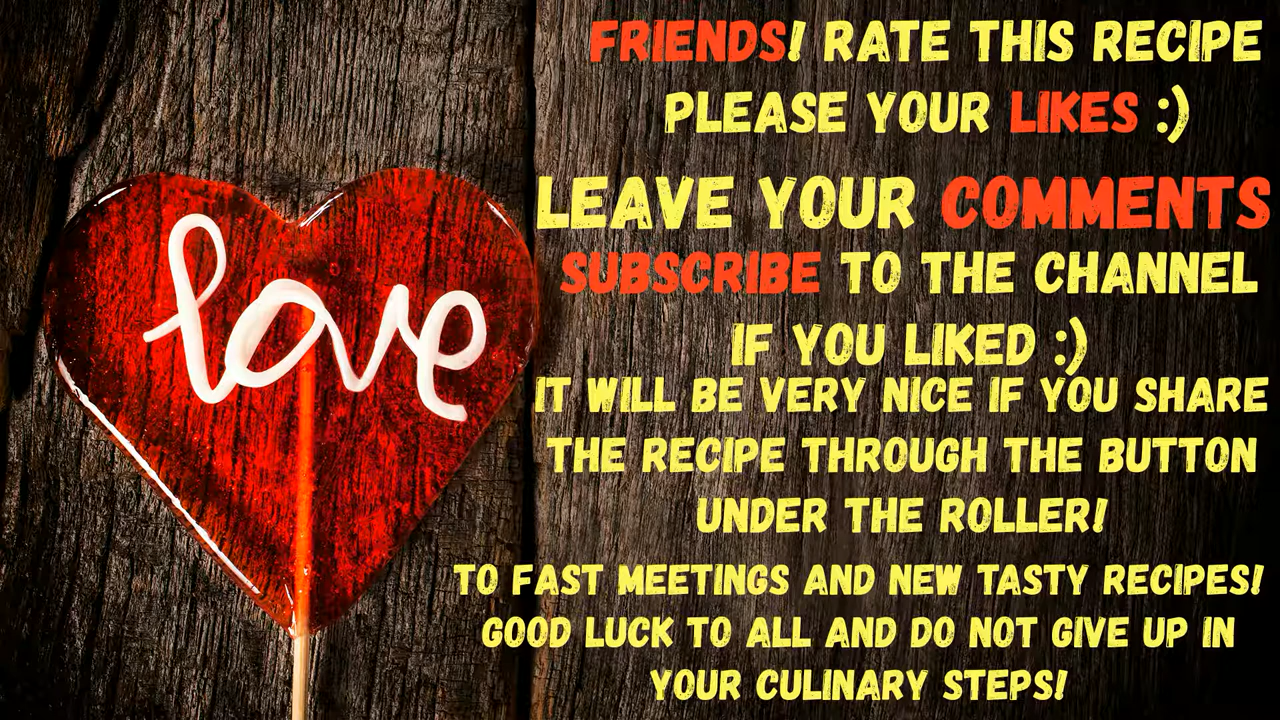 love
FRIENDS! RATE THIS RECIPE
PLEASE YOUR LIKES :)
LEAVE YOUR COMMENTS
SUBSCRIBE TO THE CHANNEL
IF YOU LIKED :)
IT WILL BE VERY NICE IF YOU SHARE
THE RECIPE THROUGH THE BUTTON
UNDER THE ROLLER!
TO FAST MEETINGS AND NEW TASTY RECIPES!
GOOD LUCK TO ALL AND DO NOT GIVE UP IN
YOUR CULINARY STEPS!